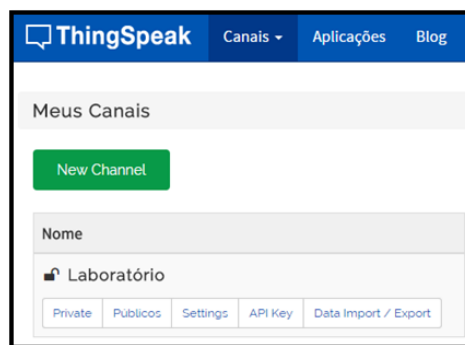 ThingSpeak Canais Aplicações Blog
Meus Canais
New Channel
Nome
Laboratório
Private Públicos Settings API Key Data Import / Export